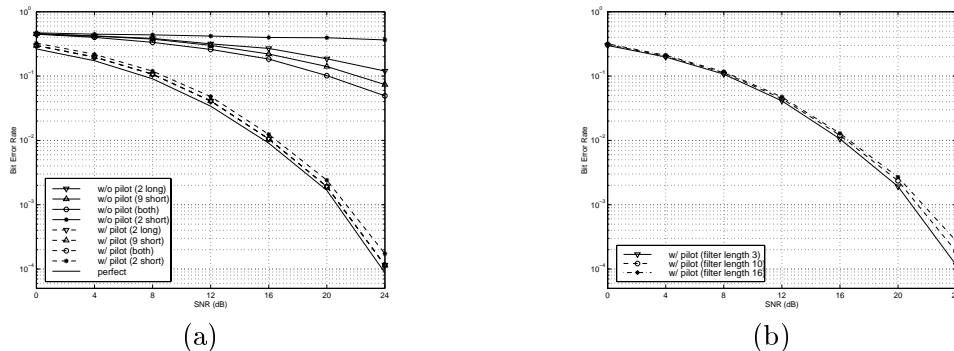 10^0
10^-1
10^-2
10^-3
10^-4
Bit Error Rate
0 4 8 12 16 20 24
SNR (dB)
w/o pilot (2 long)
w/o pilot (9 short)
w/o pilot (both)
w/o pilot (2 short)
w/ pilot (2 long)
w/ pilot (9 short)
w/ pilot (both)
w/ pilot (2 short)
perfect
(a)
10^0
10^-1
10^-2
10^-3
10^-4
Bit Error Rate
0 4 8 12 16 20 24
SNR (dB)
w/ pilot (filter length 3)
w/ pilot (filter length 10)
w/ pilot (filter length 16)
(b)